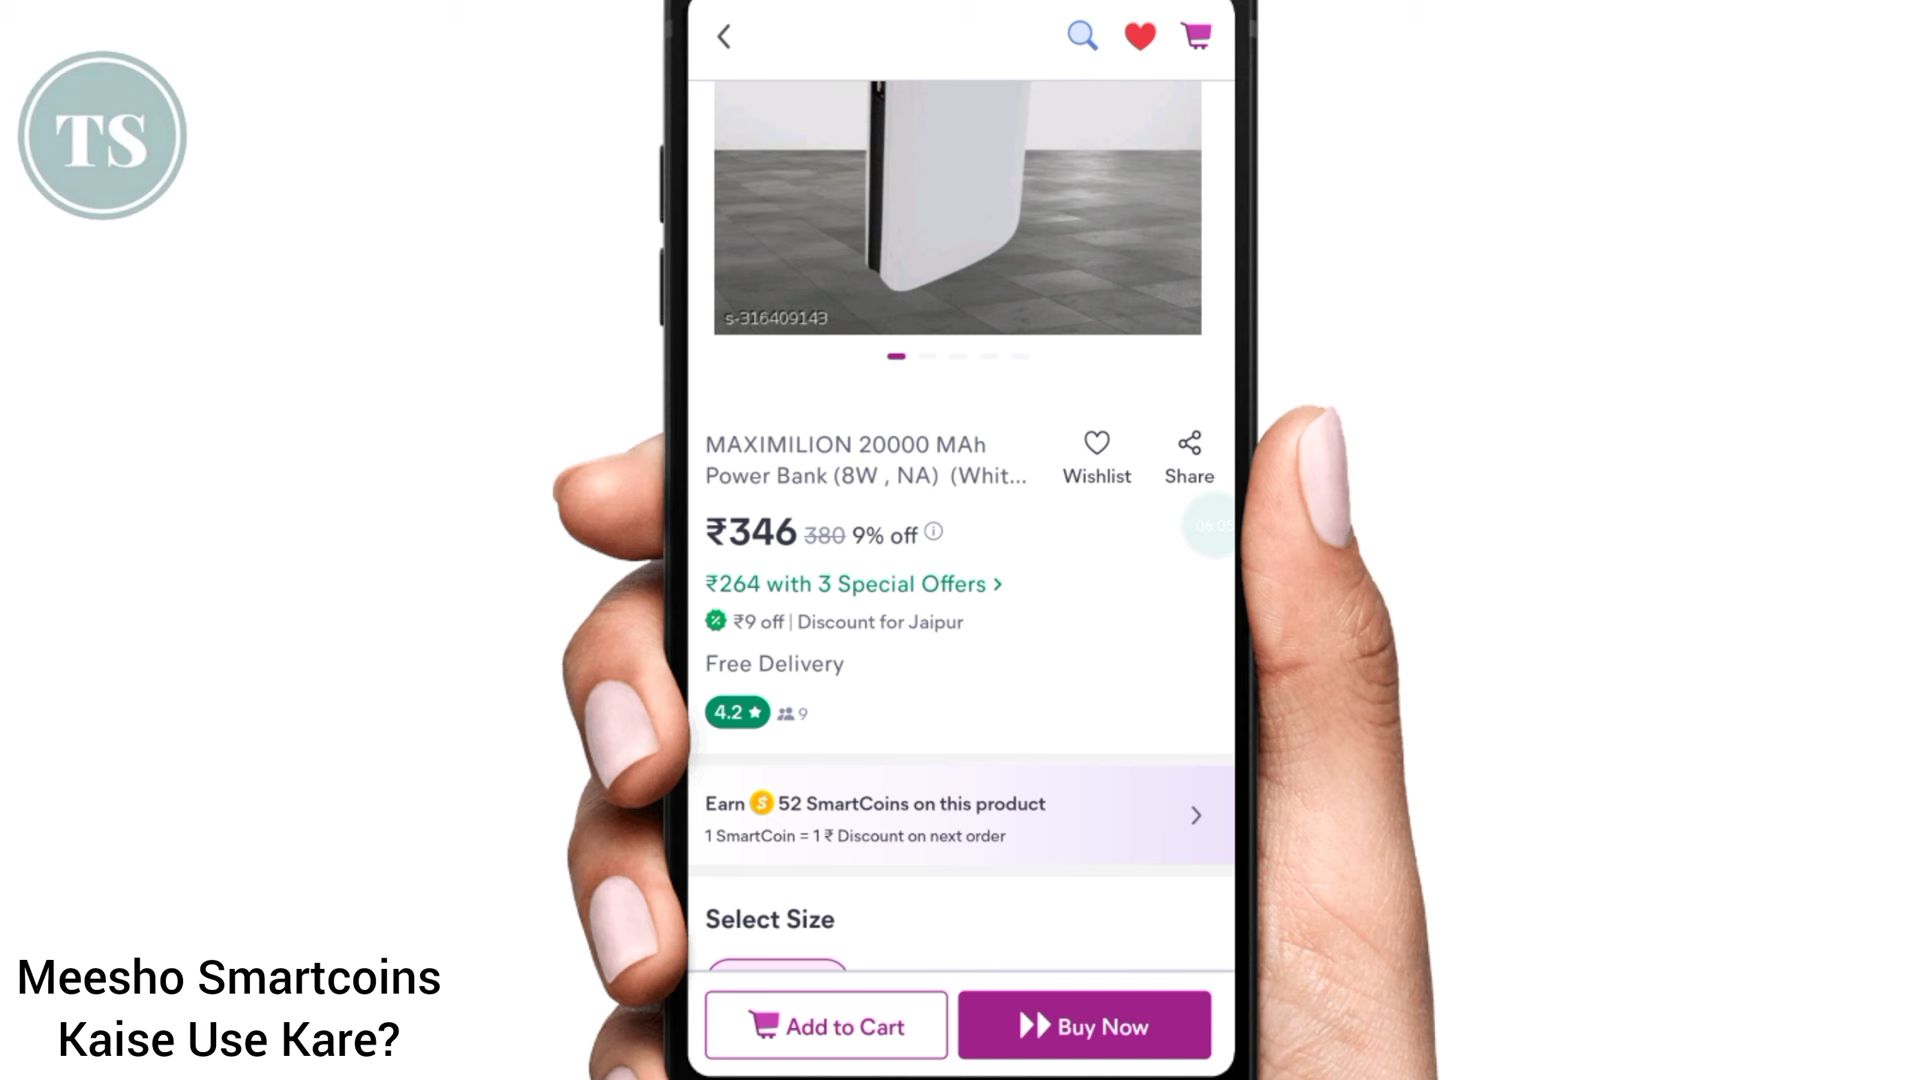 TS
s-316409143
MAXIMILION 20000 MAh
Power Bank (8W , NA) (Whit...
Wishlist
Share
₹346 380 9% off
06:05
₹264 with 3 Special Offers >
₹9 off | Discount for Jaipur
Free Delivery
4.2 ★ 9
Earn 52 SmartCoins on this product
1 SmartCoin = 1 ₹ Discount on next order
Select Size
Add to Cart
Buy Now
Meesho Smartcoins
Kaise Use Kare?